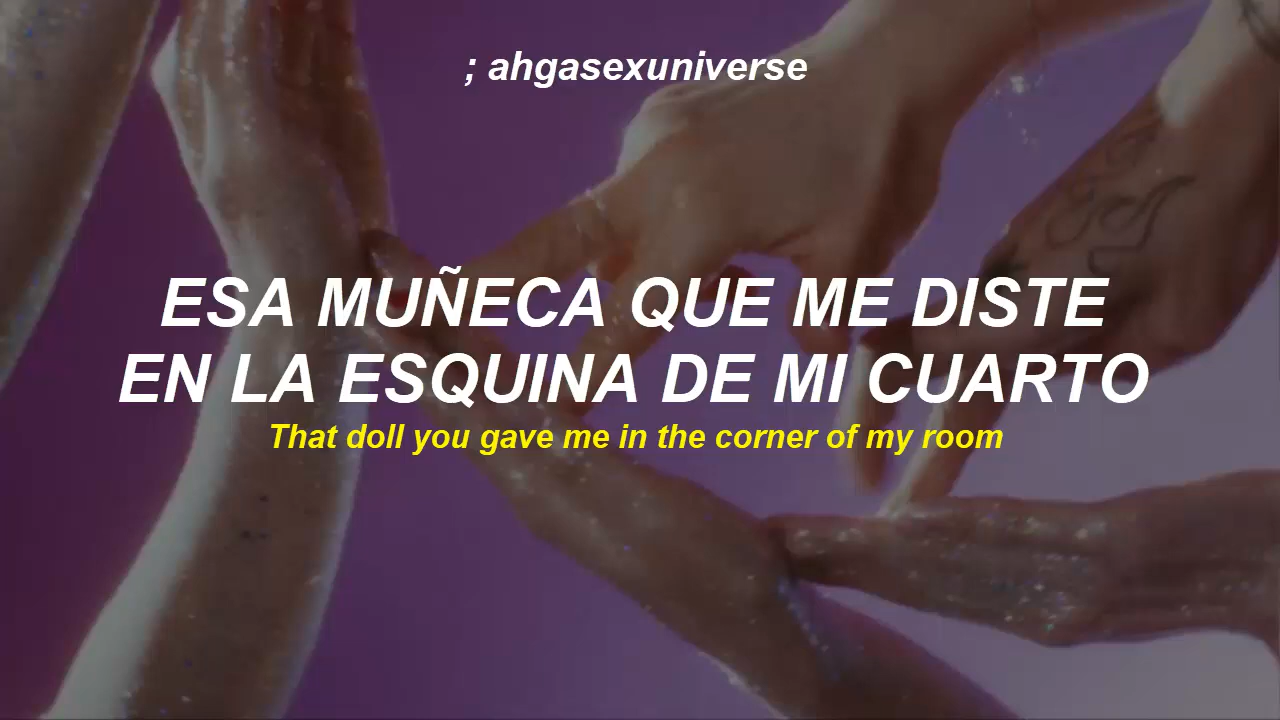 ; ahgasexuniverse
ESA MUÑECA QUE ME DISTE
EN LA ESQUINA DE MI CUARTO
That doll you gave me in the corner of my room